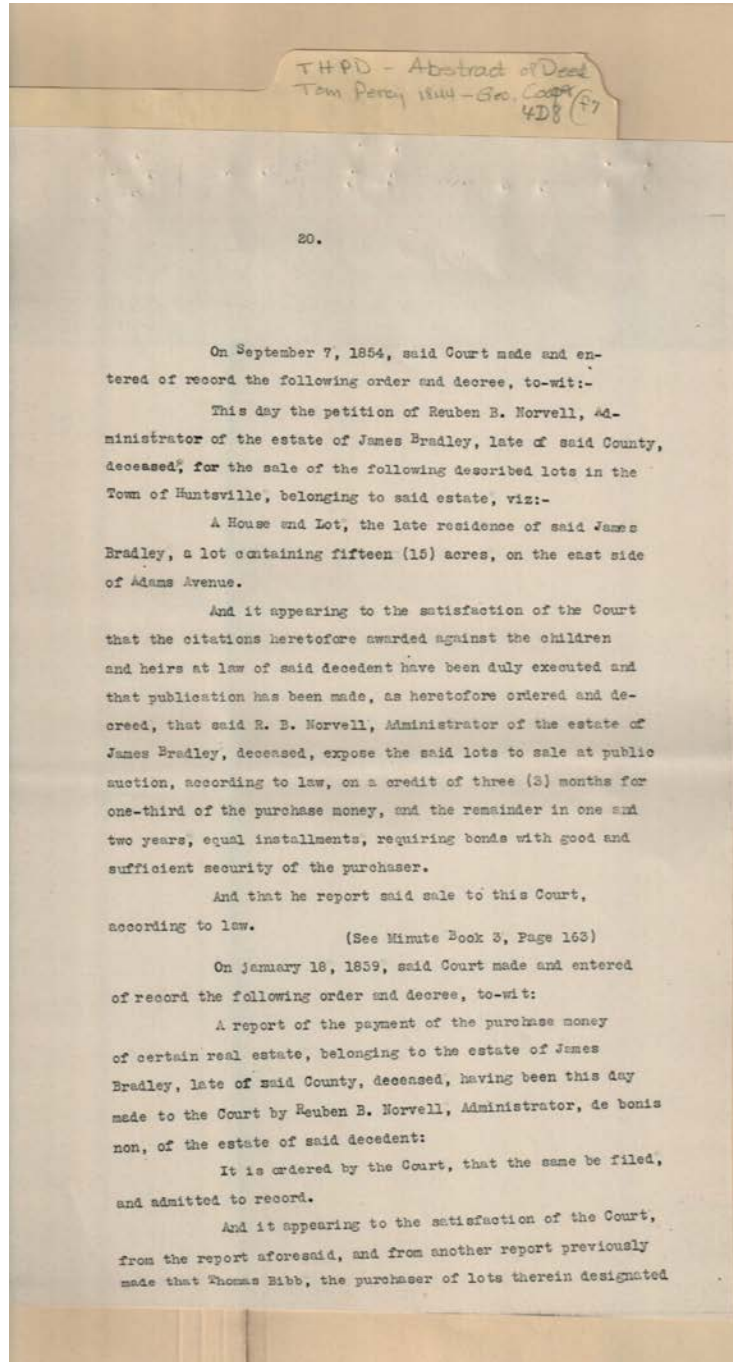 THPD - Abstract of Deed
Tom Percy 1844 - Geo. Cooper
4D8 (f7
20.
On September 7, 1854, said Court made and en-
tered of record the following order and decree, to-wit:-
This day the petition of Reuben B. Norvell, Ad-
ministrator of the estate of James Bradley, late of said County,
deceased, for the sale of the following described lots in the
Town of Huntsville, belonging to said estate, viz:-
A House and Lot, the late residence of said James
Bradley, a lot containing fifteen (15) acres, on the east side
of Adams Avenue.
And it appearing to the satisfaction of the Court
that the citations heretofore awarded against the children
and heirs at law of said decedent have been duly executed and
that publication has been made, as heretofore ordered and de-
creed, that said R. B. Norvell, Administrator of the estate of
James Bradley, deceased, expose the said lots to sale at public
auction, according to law, on a credit of three (3) months for
one-third of the purchase money, and the remainder in one and
two years, equal installments, requiring bonds with good and
sufficient security of the purchaser.
And that he report said sale to this Court,
according to law.
(See Minute Book 3, Page 163)
On january 18, 1839, said Court made and entered
of record the following order and decree, to-wit:
A report of the payment of the purchase money
of certain real estate, belonging to the estate of James
Bradley, late of said County, deceased, having been this day
made to the Court by Reuben B. Norvell, Administrator, de bonis
non, of the estate of said decedent:
It is ordered by the Court, that the same be filed,
and admitted to record.
And it appearing to the satisfaction of the Court,
from the report aforesaid, and from another report previously
made that Thomas Bibb, the purchaser of lots therein designated